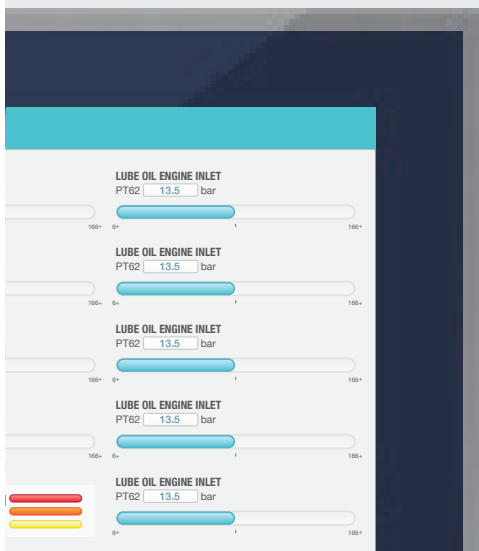 LUBE OIL ENGINE INLET
PT62 13.5 bar
166+ 6+ 166+
LUBE OIL ENGINE INLET
PT62 13.5 bar
166+ 6+ 166+
LUBE OIL ENGINE INLET
PT62 13.5 bar
166+ 6+ 166+
LUBE OIL ENGINE INLET
PT62 13.5 bar
166+ 6+ 166+
LUBE OIL ENGINE INLET
PT62 13.5 bar
6+ 166+